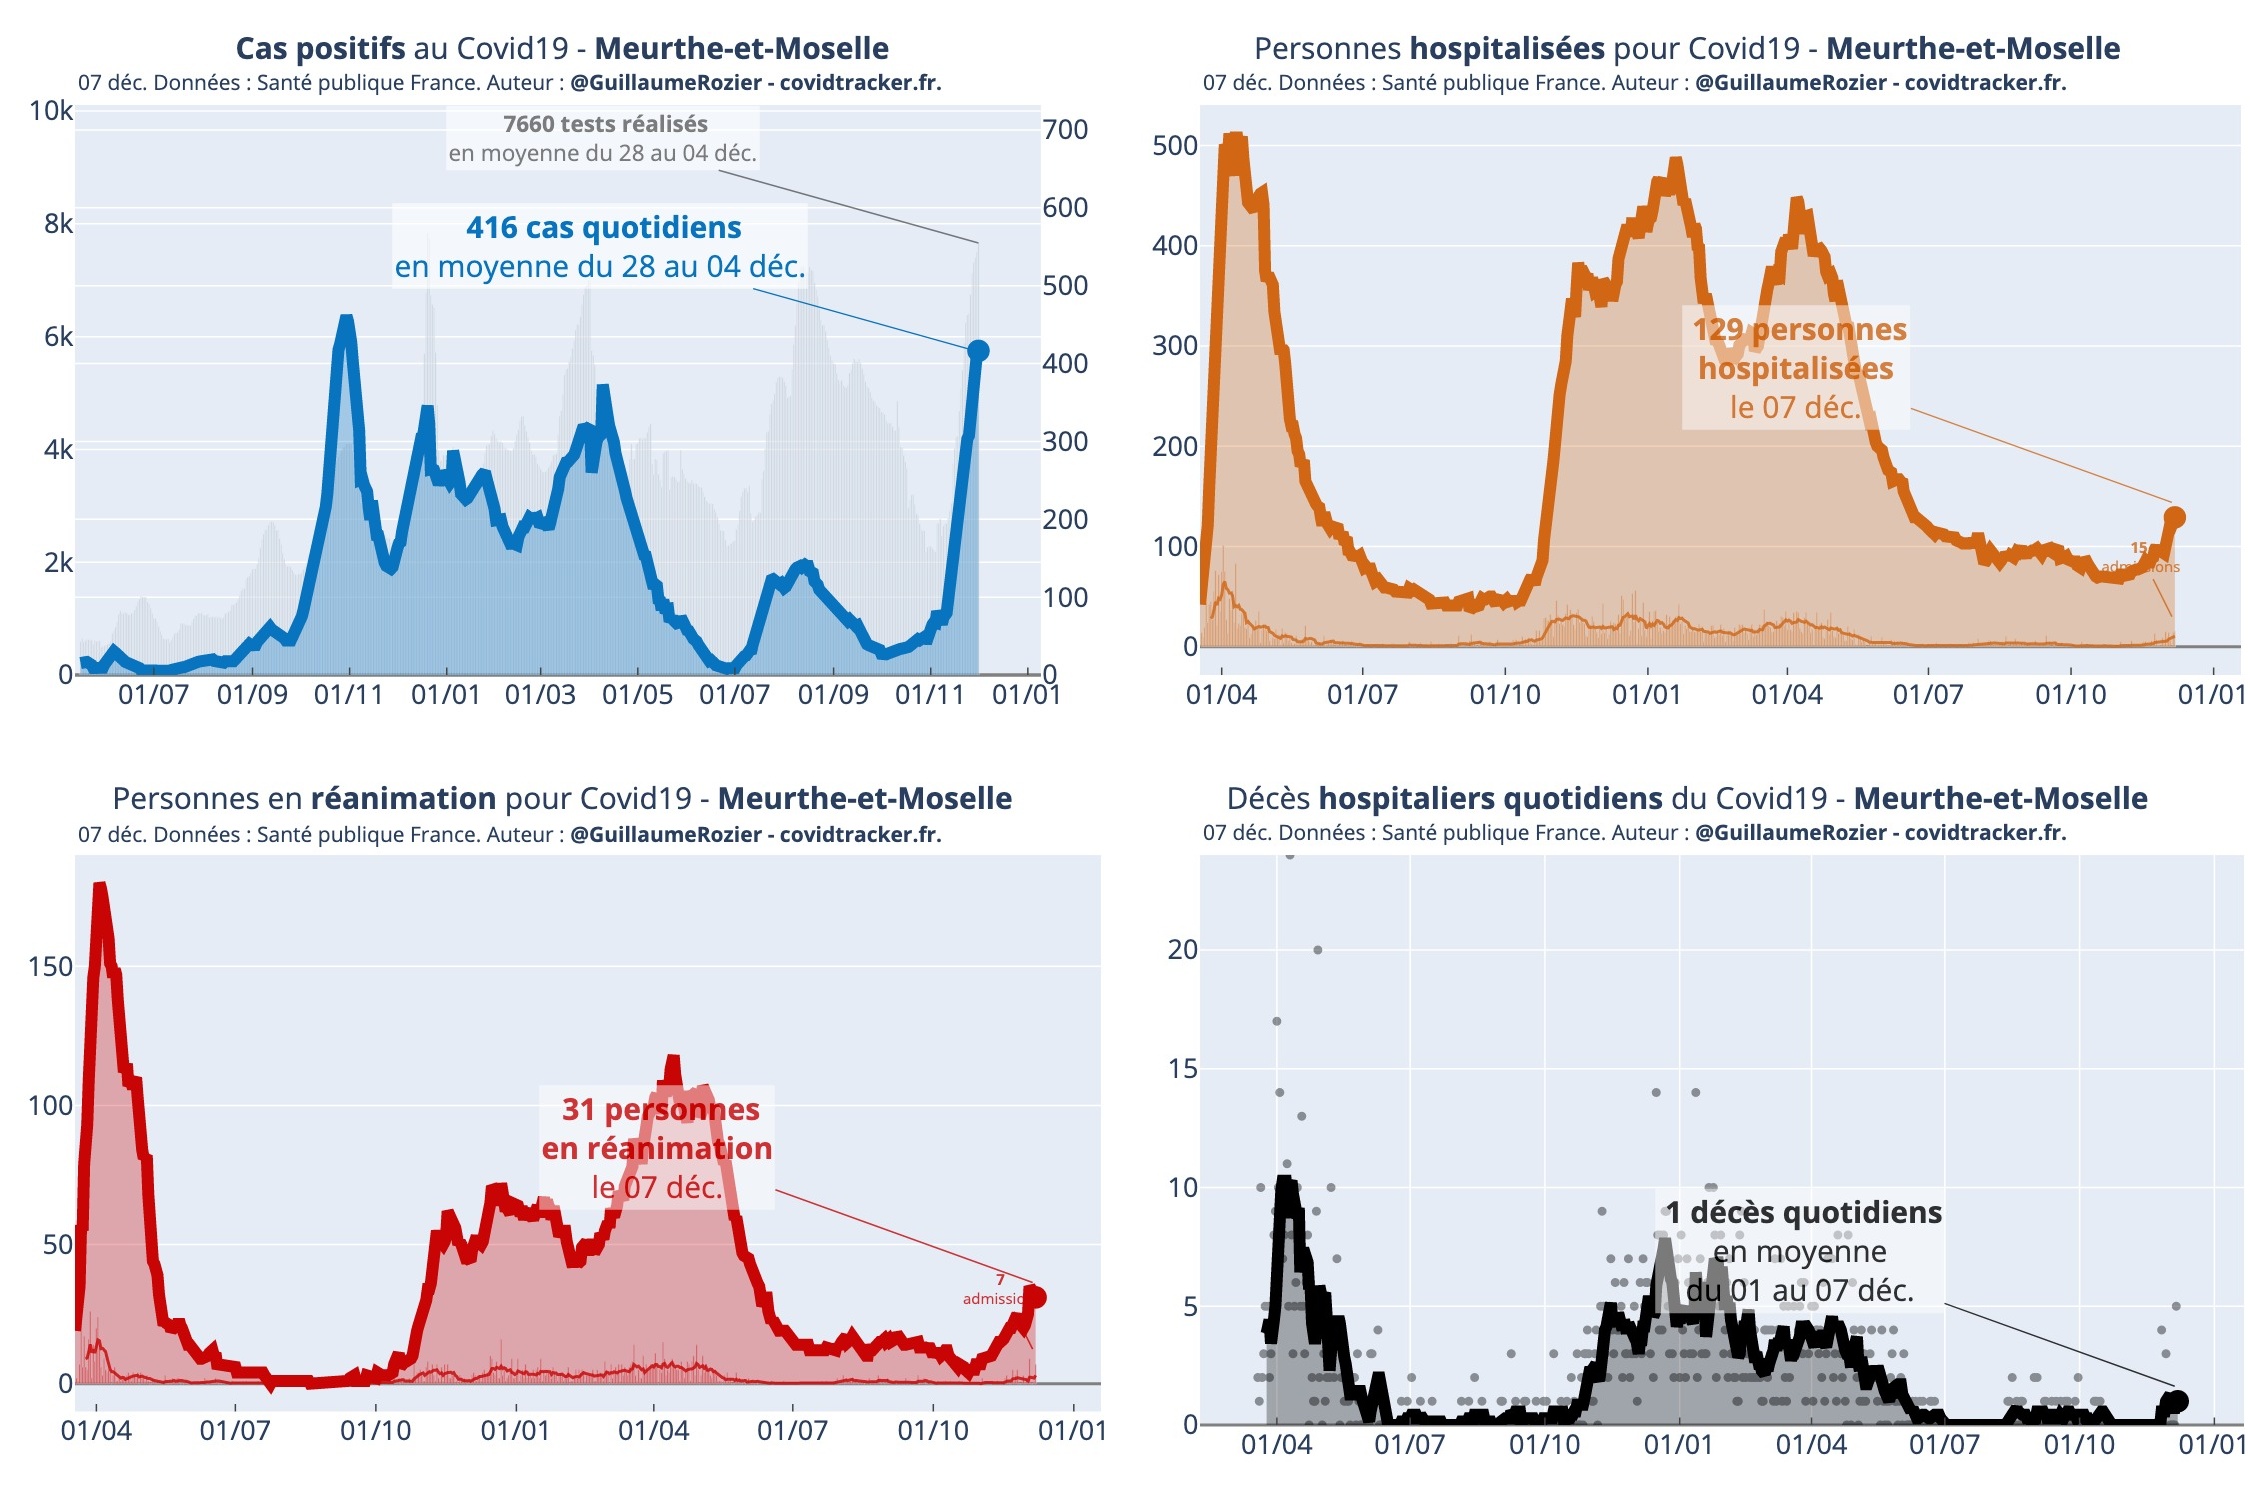 Cas positifs au Covid19 - Meurthe-et-Moselle
07 déc. Données : Santé publique France. Auteur : @GuillaumeRozier - covidtracker.fr.
10k
8k
6k
4k
2k
0
700
600
500
400
300
200
100
0
7660 tests réalisés
en moyenne du 28 au 04 déc.
416 cas quotidiens
en moyenne du 28 au 04 déc.
01/07 01/09 01/11 01/01 01/03 01/05 01/07 01/09 01/11 01/01
Personnes hospitalisées pour Covid19 - Meurthe-et-Moselle
07 déc. Données : Santé publique France. Auteur : @GuillaumeRozier - covidtracker.fr.
500
400
300
200
100
0
129 personnes
hospitalisées
le 07 déc.
15
admissions
01/04 01/07 01/10 01/01 01/04 01/07 01/10 01/01
Personnes en réanimation pour Covid19 - Meurthe-et-Moselle
07 déc. Données : Santé publique France. Auteur : @GuillaumeRozier - covidtracker.fr.
150
100
50
0
31 personnes
en réanimation
le 07 déc.
7
admissio
01/04 01/07 01/10 01/01 01/04 01/07 01/10 01/01
Décès hospitaliers quotidiens du Covid19 - Meurthe-et-Moselle
07 déc. Données : Santé publique France. Auteur : @GuillaumeRozier - covidtracker.fr.
20
15
10
5
0
1 décès quotidiens
en moyenne
du 01 au 07 déc.
01/04 01/07 01/10 01/01 01/04 01/07 01/10 01/01